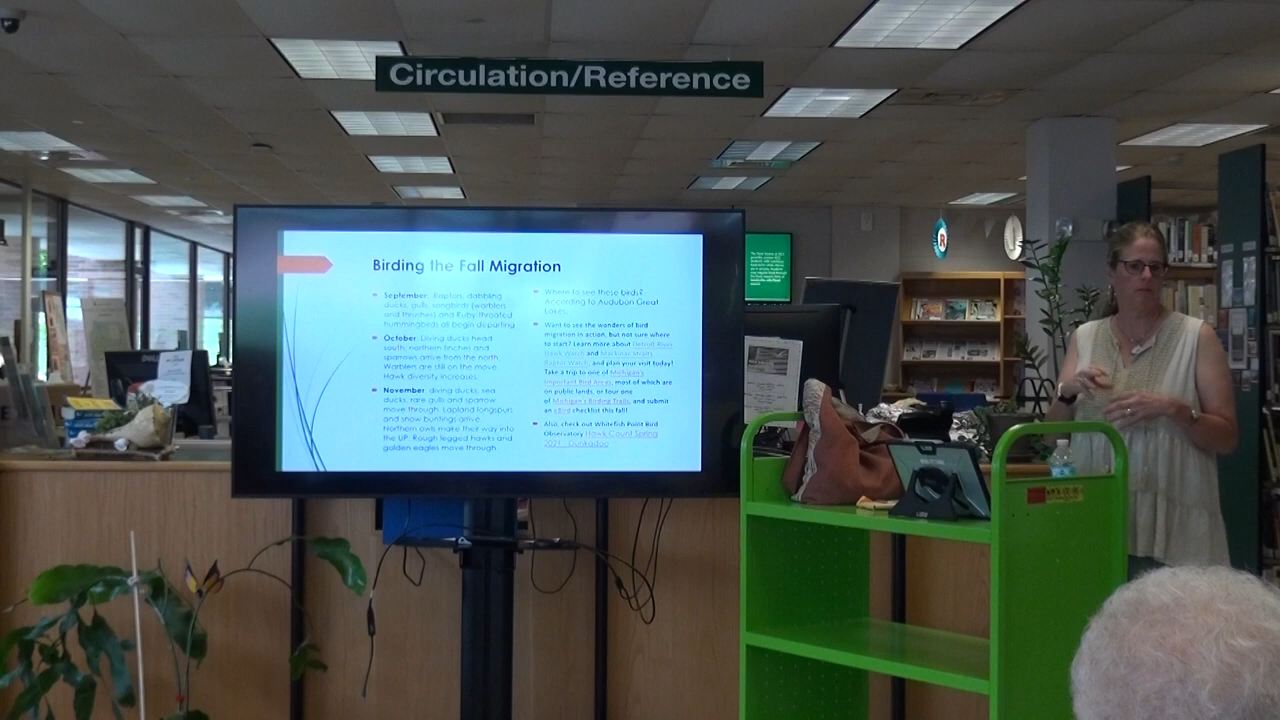 Circulation/Reference
Birding the Fall Migration
September: Raptors, dabbling
ducks, gulls, songbirds (warblers
and thrushes) and Ruby throated
hummingbirds all begin departing
October: Diving ducks head
south, northern finches and
sparrows arrive from the north.
Warblers are still on the move.
Hawk diversity increases.
November: diving ducks, sea
ducks, rare gulls and sparrow
move through. Lapland longspurs
and snow buntings arrive.
Northern owls make their way into
the UP. Rough legged hawks and
golden eagles move through.
Where to see these birds?
According to Audubon Great
Lakes:
Want to see the wonders of bird
migration in action, but not sure where
to start? Learn more about Detroit River
Hawk Watch and Mackinac Straits
Raptor Watch, and plan your visit today!
Take a trip to one of Michigan's
Important Bird Areas, most of which are
on public lands, or tour one
of Michigan's Birding Trails, and submit
an eBird checklist this fall!
Also, check out Whitefish Point Bird
Observatory Hawk Count Spring
2021 - Dunkadoo
R
DELL